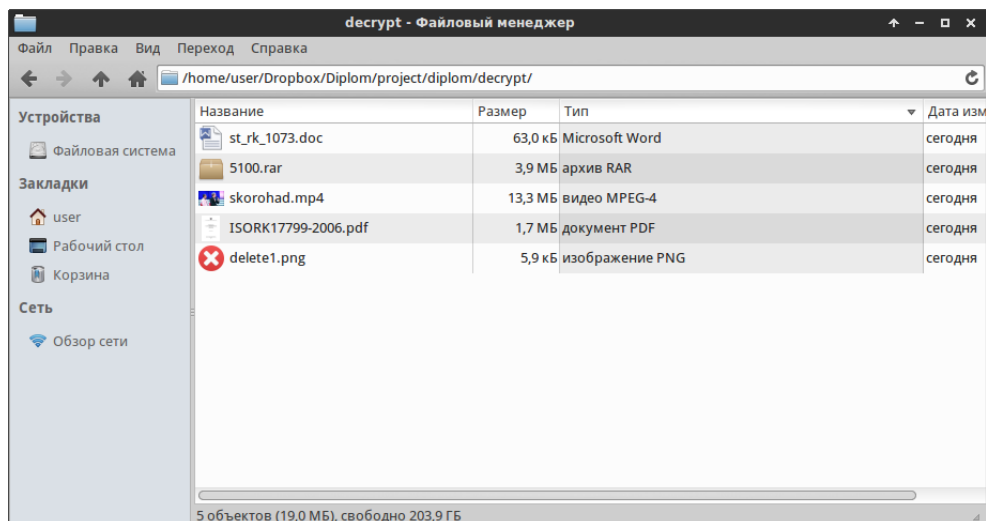 decrypt - Файловый менеджер
Файл Правка Вид Переход Справка
/home/user/Dropbox/Diplom/project/diplom/decrypt/
Устройства
Файловая система
Закладки
user
Рабочий стол
Корзина
Сеть
Обзор сети
Название Размер Тип Дата изм
st_rk_1073.doc 63,0 кБ Microsoft Word сегодня
5100.rar 3,9 МБ архив RAR сегодня
skorohad.mp4 13,3 МБ видео MPEG-4 сегодня
ISORK17799-2006.pdf 1,7 МБ документ PDF сегодня
delete1.png 5,9 кБ изображение PNG сегодня
5 объектов (19,0 МБ), свободно 203,9 ГБ